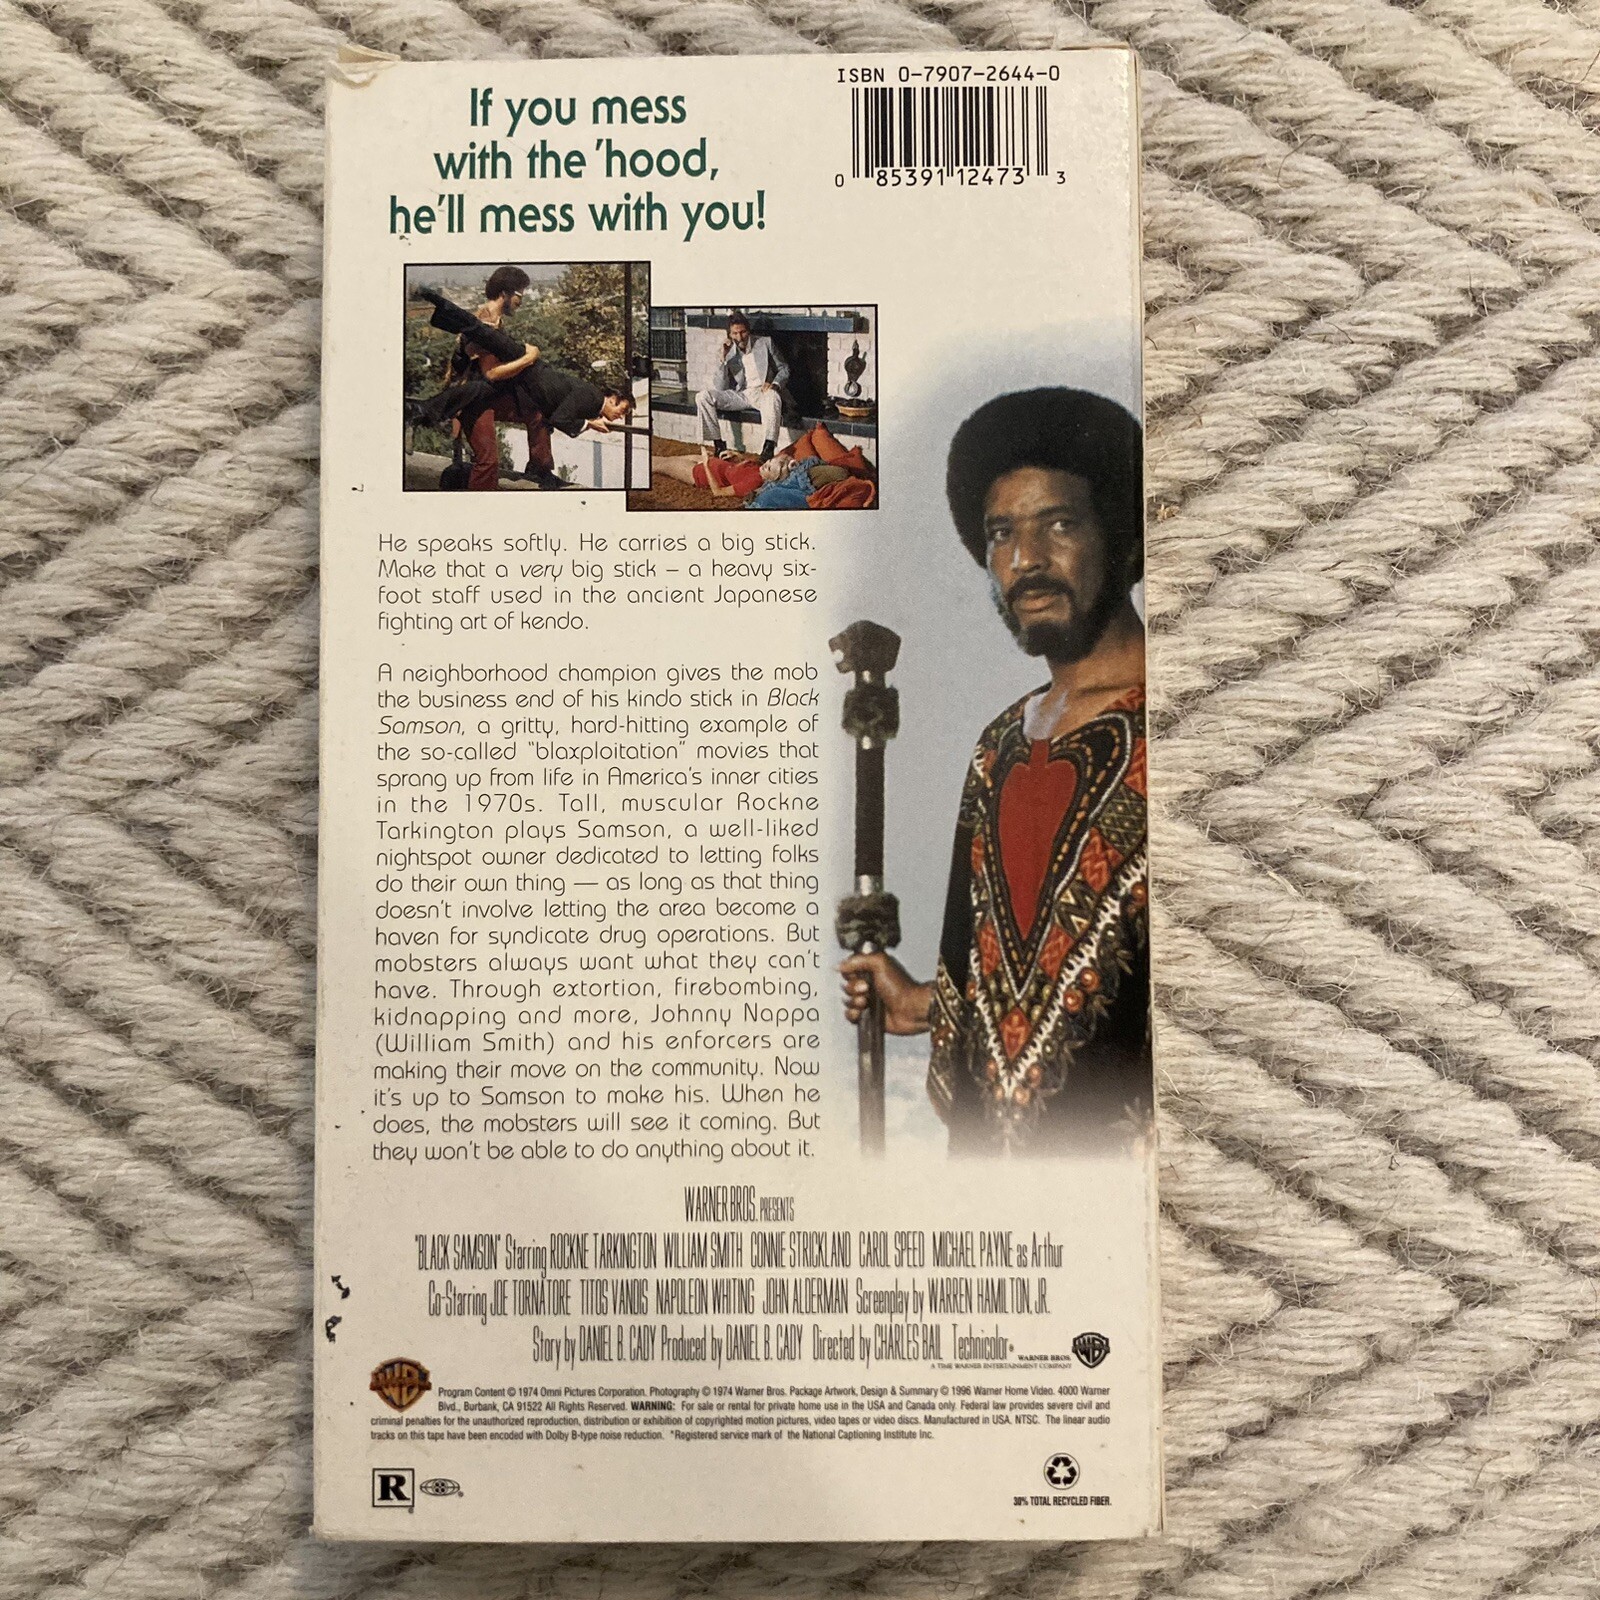 ISBN 0-7907-2644-0
0 85391 12473 3
If you mess
with the 'hood,
he'll mess with you!
He speaks softly. He carries a big stick.
Make that a very big stick – a heavy six-
foot staff used in the ancient Japanese
fighting art of kendo.
A neighborhood champion gives the mob
the business end of his kindo stick in Black
Samson, a gritty, hard-hitting example of
the so-called "blaxploitation" movies that
sprang up from life in America's inner cities
in the 1970s. Tall, muscular Rockne
Tarkington plays Samson, a well-liked
nightspot owner dedicated to letting folks
do their own thing — as long as that thing
doesn't involve letting the area become a
haven for syndicate drug operations. But
mobsters always want what they can't
have. Through extortion, firebombing,
kidnapping and more, Johnny Nappa
(William Smith) and his enforcers are
making their move on the community. Now
it's up to Samson to make his. When he
does, the mobsters will see it coming. But
they won't be able to do anything about it.
WARNER BROS. PRESENTS
"BLACK SAMSON" Starring ROCKNE TARKINGTON WILLIAM SMITH CONNIE STRICKLAND CAROL SPEED MICHAEL PAYNE as Arthur
Co-Starring JOE TORNATORE TITOS VANDIS NAPOLEON WHITING JOHN ALDERMAN Screenplay by WARREN HAMILTON, JR.
Story by DANIEL B. CADY Produced by DANIEL B. CADY Directed by CHARLES BAIL Technicolor®
WARNER BROS.
A TIME WARNER ENTERTAINMENT COMPANY
Program Content © 1974 Omni Pictures Corporation. Photography © 1974 Warner Bros. Package Artwork, Design & Summary © 1996 Warner Home Video. 4000 Warner
Blvd., Burbank, CA 91522 All Rights Reserved. WARNING: For sale or rental for private home use in the USA and Canada only. Federal law provides severe civil and
criminal penalties for the unauthorized reproduction, distribution or exhibition of copyrighted motion pictures, video tapes or video discs. Manufactured in USA. NTSC. The linear audio
tracks on this tape have been encoded with Dolby B-type noise reduction. *Registered service mark of the National Captioning Institute Inc.
R
30% TOTAL RECYCLED FIBER.